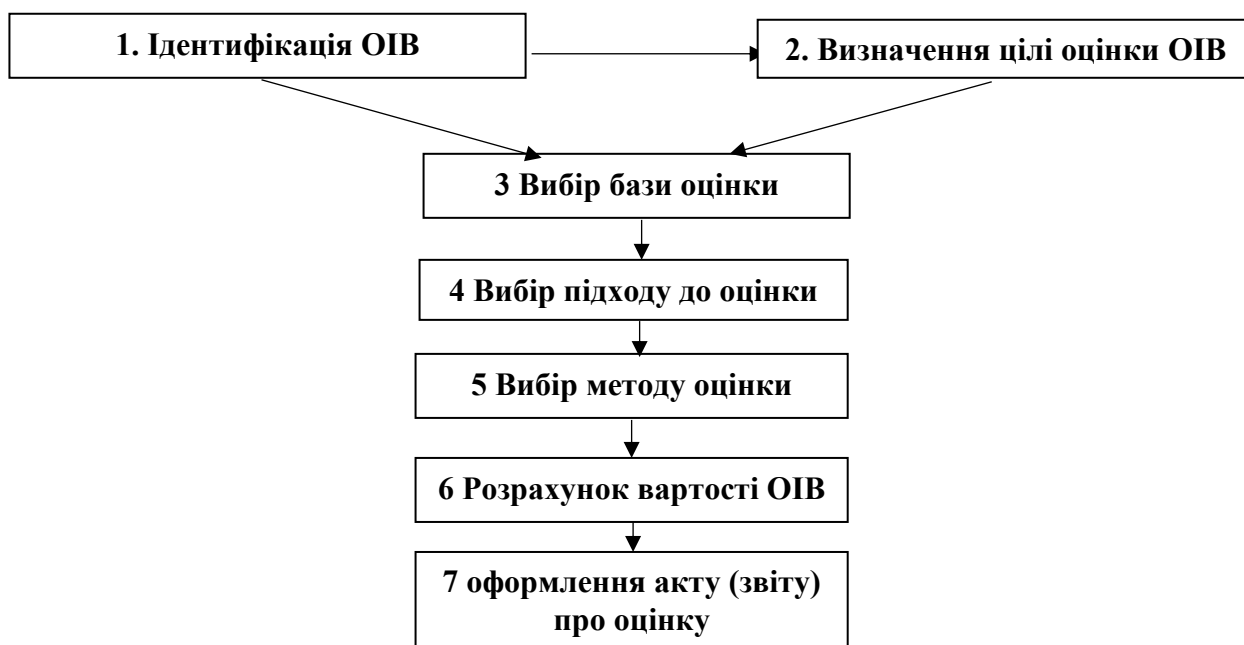 1. Ідентифікація ОІВ
2. Визначення цілі оцінки ОІВ
3 Вибір бази оцінки
4 Вибір підходу до оцінки
5 Вибір методу оцінки
6 Розрахунок вартості ОІВ
7 оформлення акту (звіту)
про оцінку